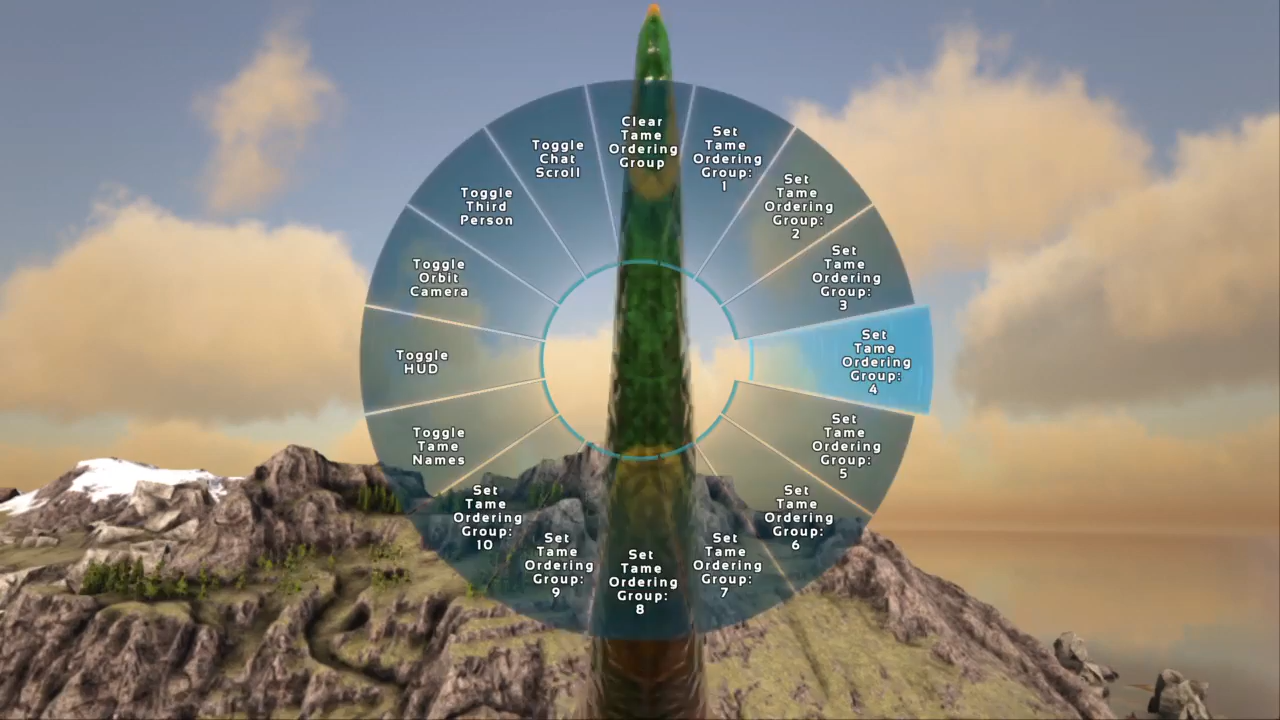 Clear
Tame
Ordering
Group
Set
Tame
Ordering
Group:
1
Set
Tame
Ordering
Group:
2
Set
Tame
Ordering
Group:
3
Set
Tame
Ordering
Group:
4
Set
Tame
Ordering
Group:
5
Set
Tame
Ordering
Group:
6
Set
Tame
Ordering
Group:
7
Set
Tame
Ordering
Group:
8
Set
Tame
Ordering
Group:
9
Set
Tame
Ordering
Group:
10
Toggle
Tame
Names
Toggle
HUD
Toggle
Orbit
Camera
Toggle
Third
Person
Toggle
Chat
Scroll